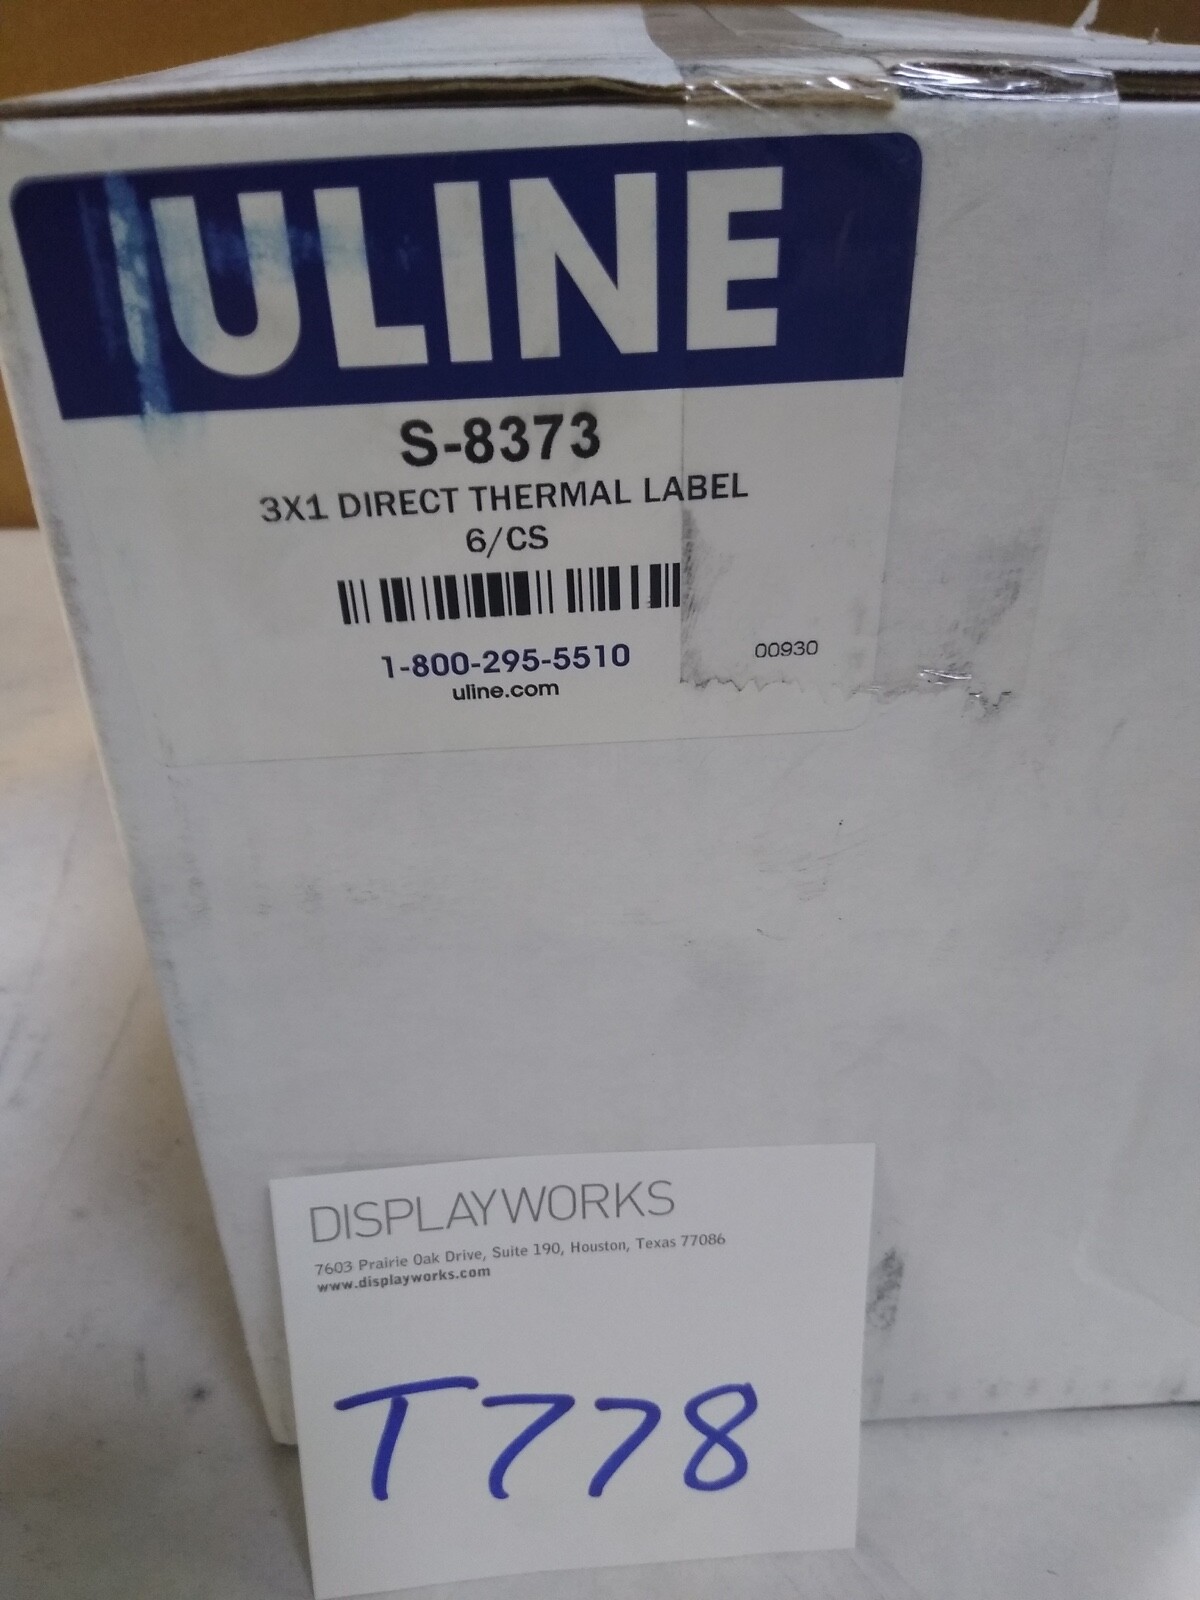 ULINE
S-8373
3X1 DIRECT THERMAL LABEL
6/CS
1-800-295-5510
uline.com
00930
DISPLAYWORKS
7603 Prairie Oak Drive, Suite 190, Houston, Texas 77086
www.displayworks.com
T778